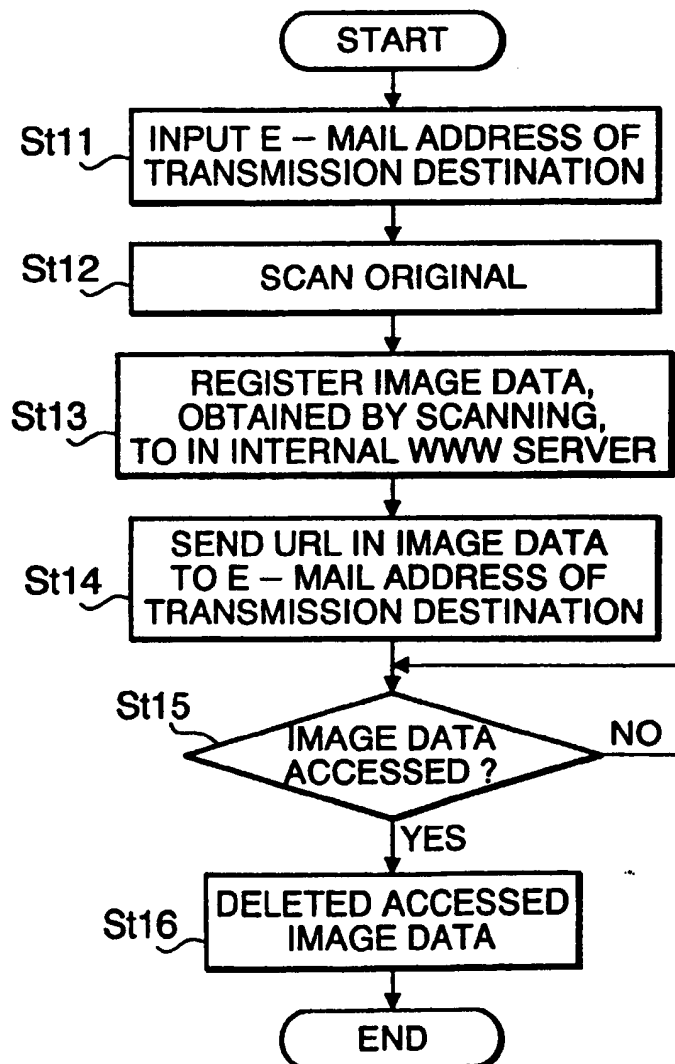 START
St11
INPUT E – MAIL ADDRESS OF
TRANSMISSION DESTINATION
St12
SCAN ORIGINAL
St13
REGISTER IMAGE DATA,
OBTAINED BY SCANNING,
TO IN INTERNAL WWW SERVER
St14
SEND URL IN IMAGE DATA
TO E – MAIL ADDRESS OF
TRANSMISSION DESTINATION
St15
IMAGE DATA
ACCESSED ?
NO
YES
St16
DELETED ACCESSED
IMAGE DATA
END